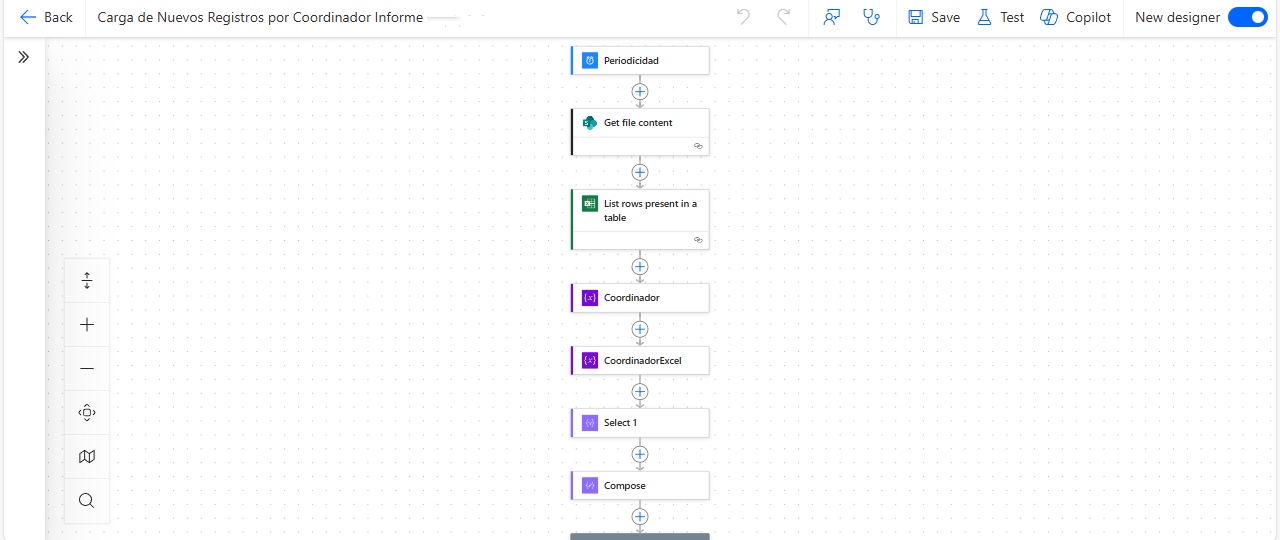 Back
Carga de Nuevos Registros por Coordinador Informe
Save
Test
Copilot
New designer
Periodicidad
Get file content
List rows present in a
table
Coordinador
CoordinadorExcel
Select 1
Compose